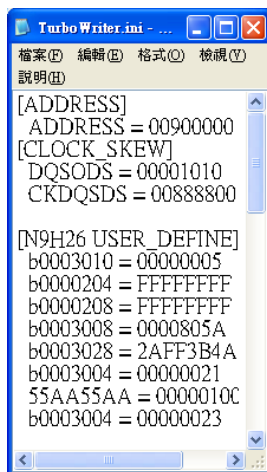 TurboWriter.ini - ...
檔案(F) 編輯(E) 格式(O) 檢視(V)
說明(H)
[ADDRESS]
ADDRESS = 00900000
[CLOCK_SKEW]
DQSODS = 00001010
CKDQSDS = 00888800
[N9H26 USER_DEFINE]
b0003010 = 00000005
b0000204 = FFFFFFFF
b0000208 = FFFFFFFF
b0003008 = 0000805A
b0003028 = 2AFF3B4A
b0003004 = 00000021
55AA55AA = 00000100
b0003004 = 00000023